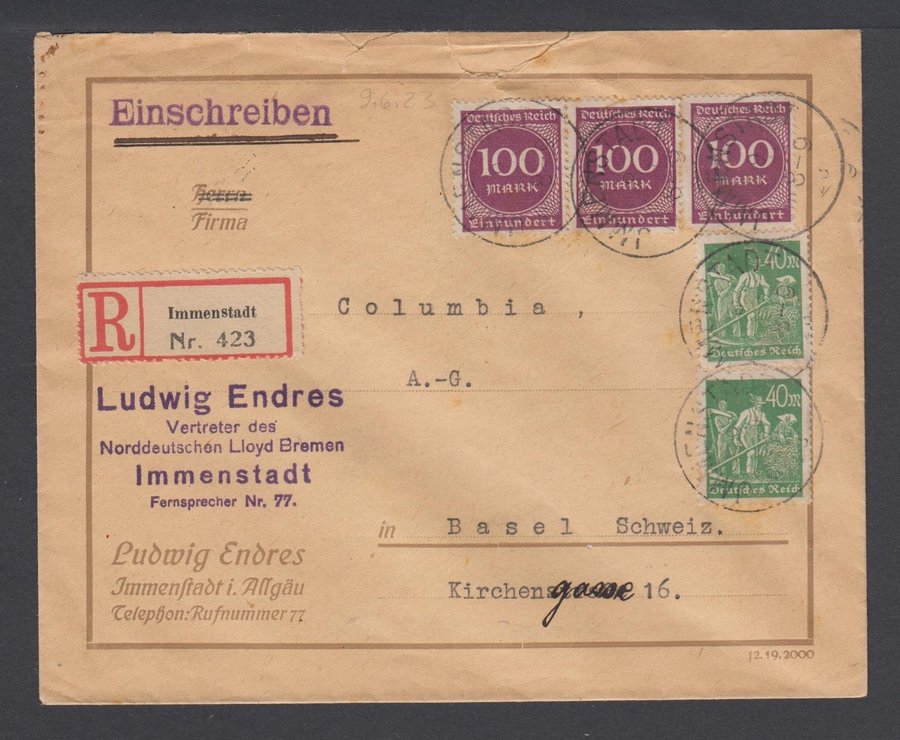 Einschreiben
9.6.23
Deutsches Reich
100
MARK
Einhundert
Deutsches Reich
100
MARK
Einhundert
Deutsches Reich
100
MARK
Einhundert
Herrn
Firma
R
Immenstadt
Nr. 423
40 m
Deutsches Reich
40 m
Deutsches Reich
Columbia,
A.-G.
Ludwig Endres
Vertreter des
Norddeutschen Lloyd Bremen
Immenstadt
Fernsprecher Nr. 77.
in Basel Schweiz.
Kirchensgasse 16.
Ludwig Endres
Immenstadt i. Allgäu
Telephon: Rufnummer 77
12.19.2000